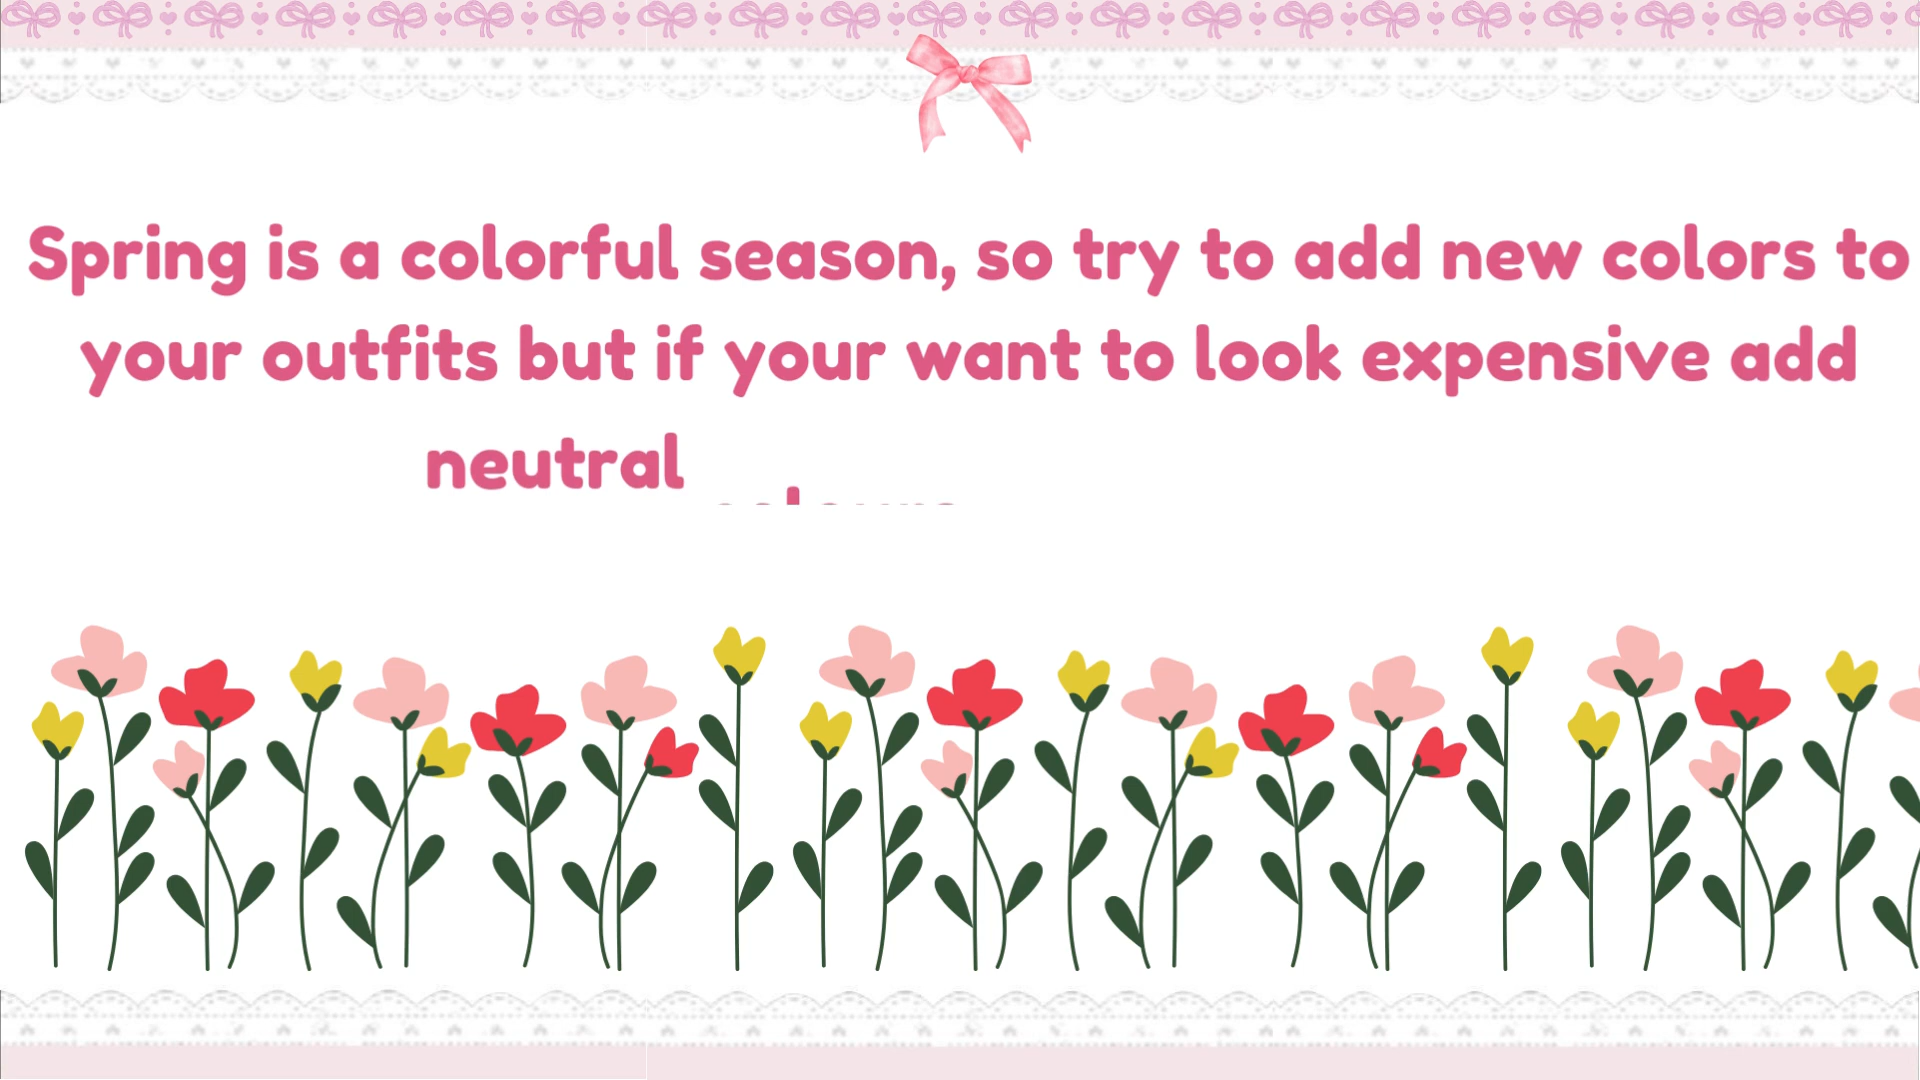 Spring is a colorful season, so try to add new colors to
your outfits but if your want to look expensive add
neutral